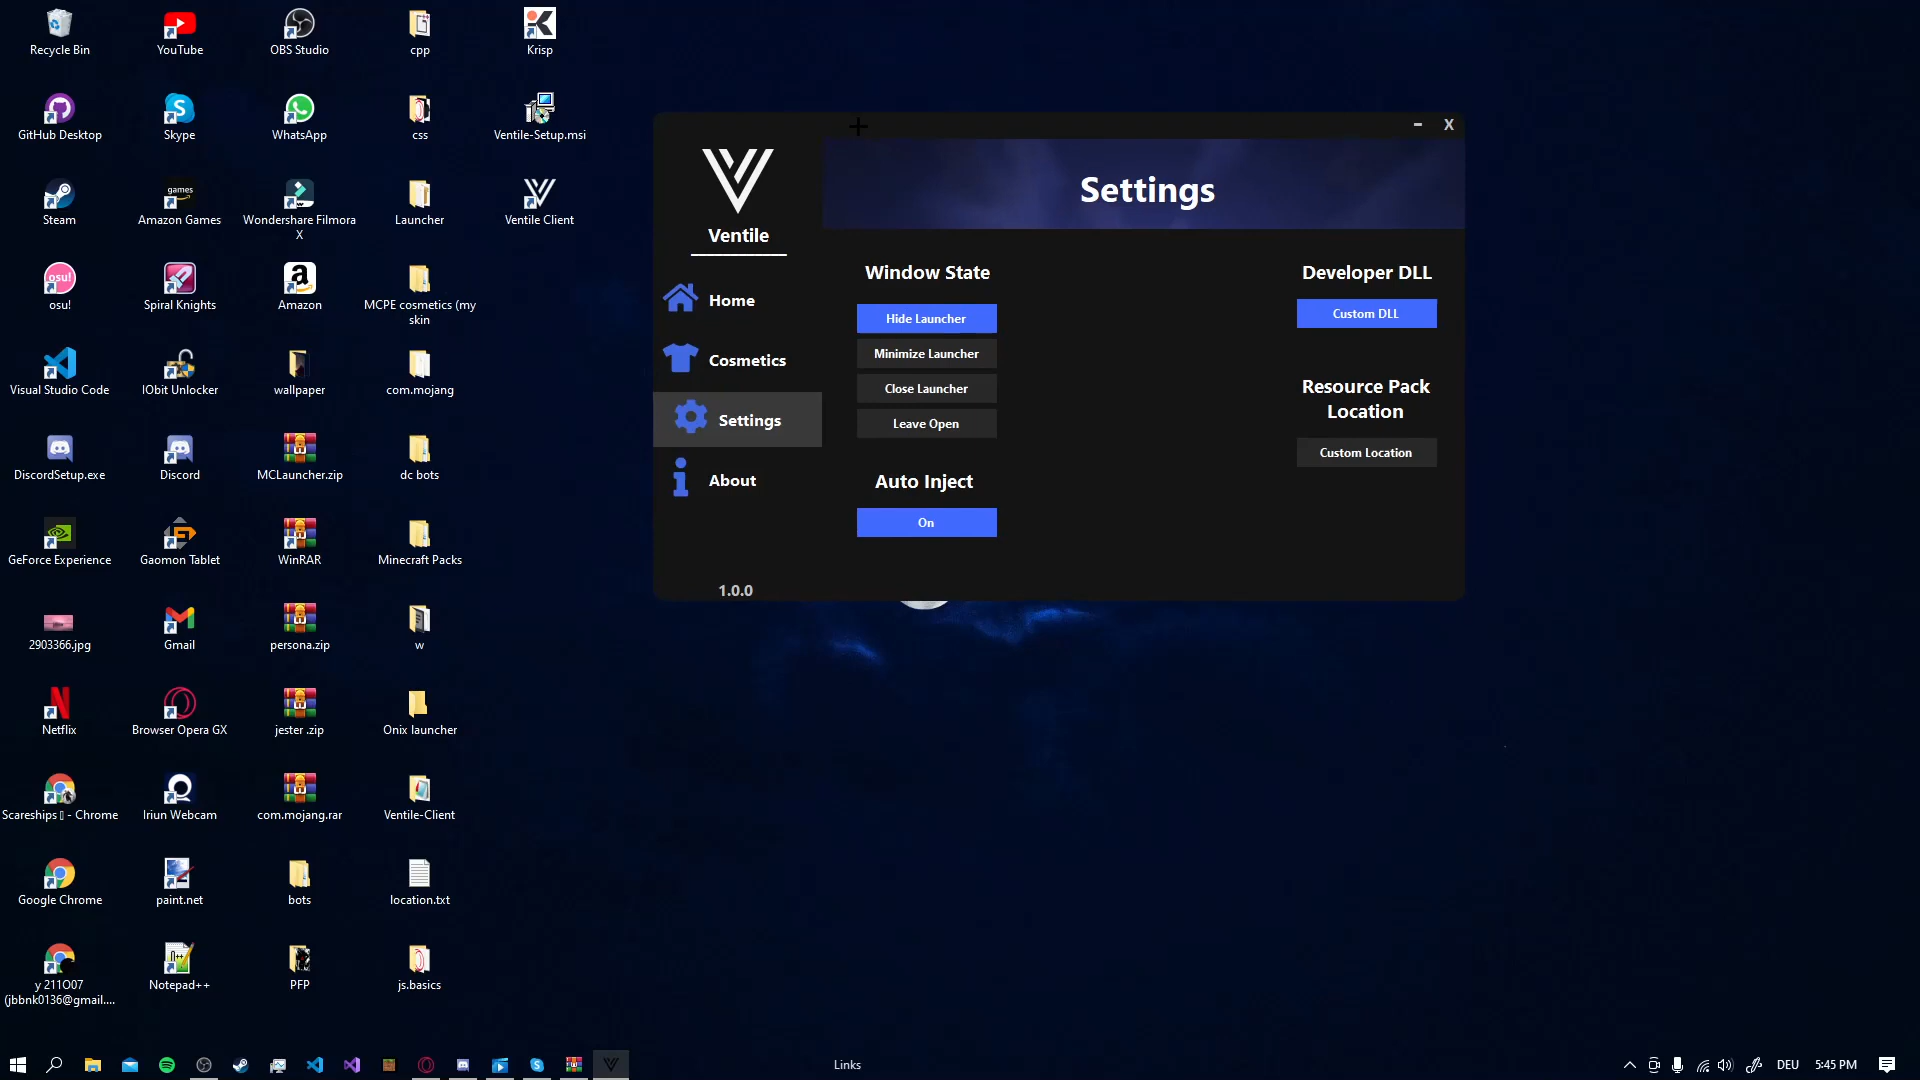 Recycle Bin
YouTube
OBS Studio
cpp
Krisp
GitHub Desktop
Skype
WhatsApp
css
Ventile-Setup.msi
Steam
games
Amazon Games
Wondershare Filmora
X
Launcher
Ventile Client
osu!
osu!
Spiral Knights
Amazon
MCPE cosmetics (my
skin
Visual Studio Code
IObit Unlocker
wallpaper
com.mojang
DiscordSetup.exe
Discord
MCLauncher.zip
dc bots
GeForce Experience
Gaomon Tablet
WinRAR
Minecraft Packs
2903366.jpg
Gmail
persona.zip
w
Netflix
Browser Opera GX
jester .zip
Onix launcher
Scareships ▯ - Chrome
Iriun Webcam
com.mojang.rar
Ventile-Client
Google Chrome
paint.net
bots
location.txt
y 211O07
(jbbnk0136@gmail....
Notepad++
PFP
js.basics
X
Ventile
Home
Cosmetics
Settings
About
1.0.0
Settings
Window State
Hide Launcher
Minimize Launcher
Close Launcher
Leave Open
Auto Inject
On
Developer DLL
Custom DLL
Resource Pack
Location
Custom Location
Links
DEU
5:45 PM